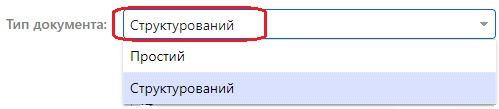 Тип документа: Структурований
Простий
Структурований